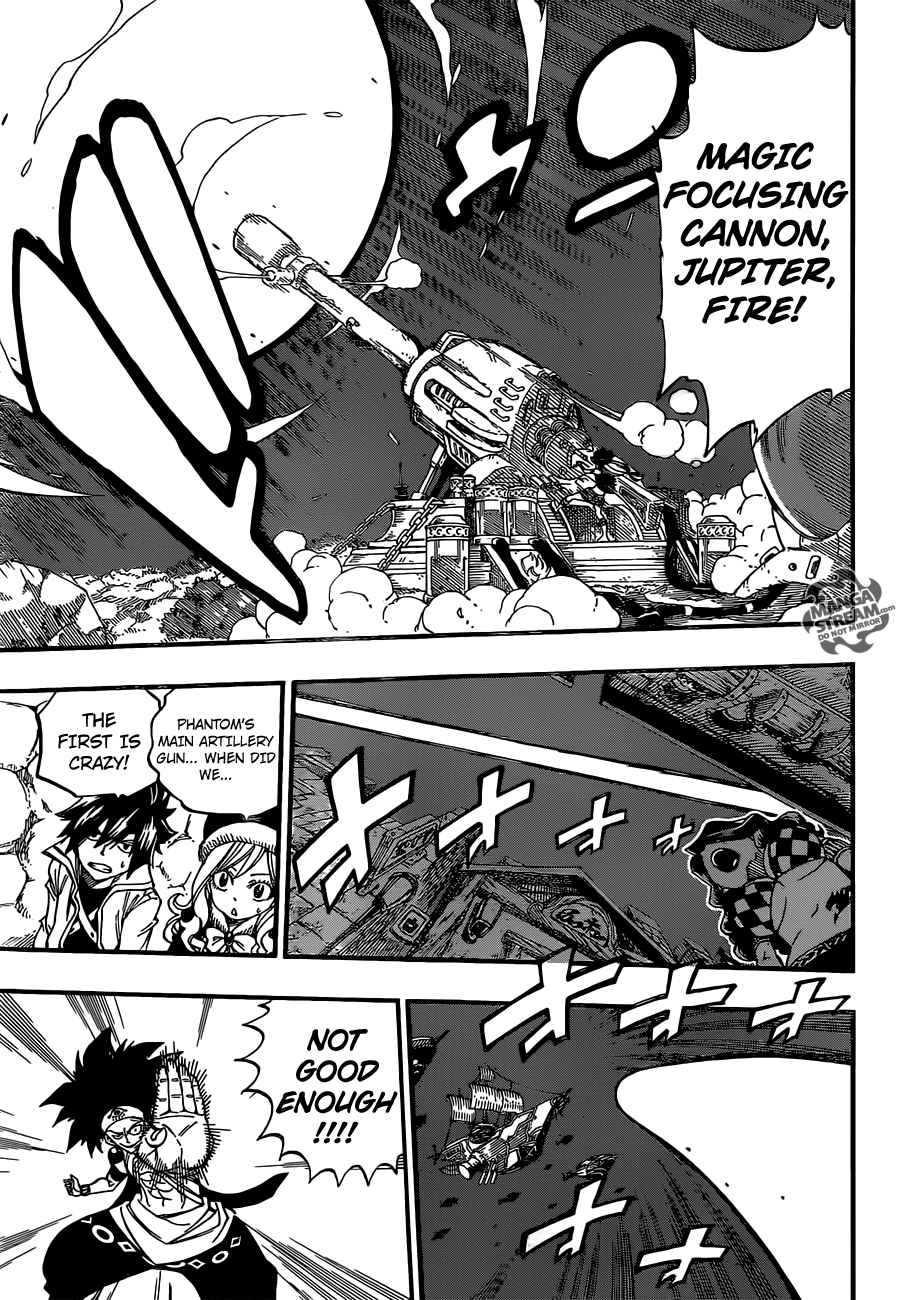 MAGIC
FOCUSING
CANNON,
JUPITER,
FIRE!
MANGA
STREAM.com
DO NOT MIRROR
PHANTOM'S
MAIN ARTILLERY
GUN... WHEN DID
WE...
THE
FIRST IS
CRAZY!
NOT
GOOD
ENOUGH
!!!!